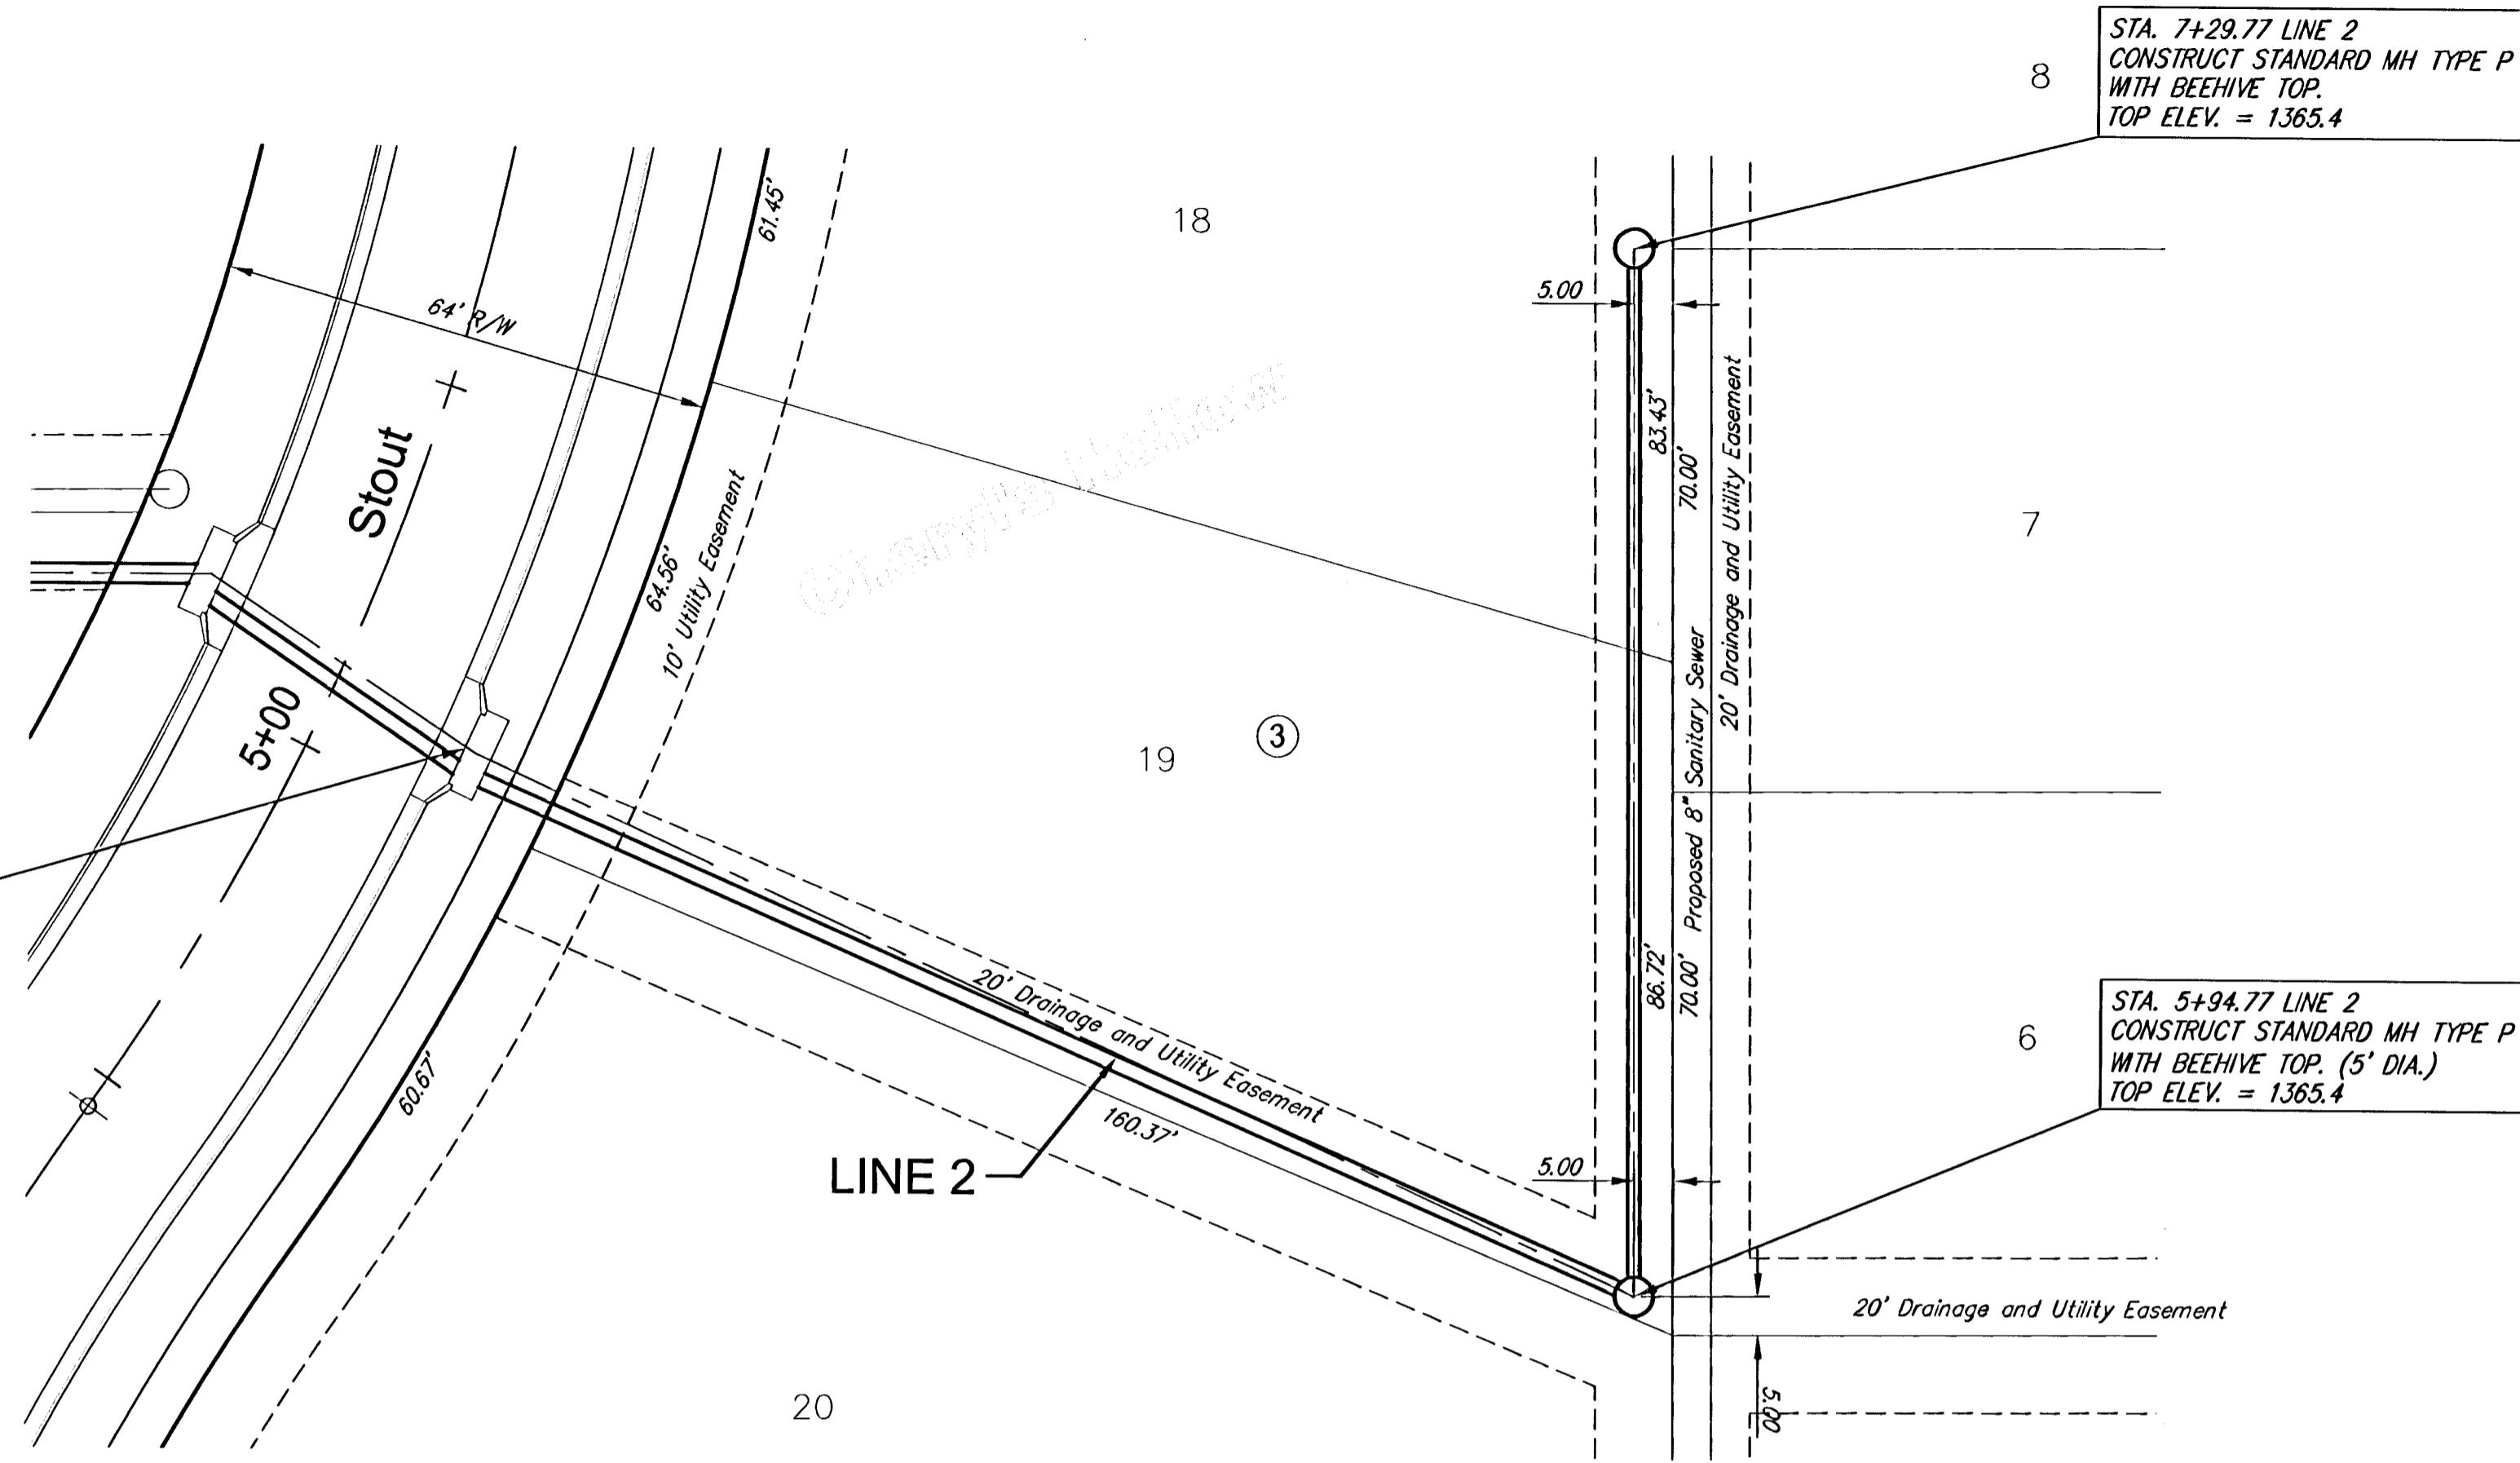 STA. 7+29.77 LINE 2
CONSTRUCT STANDARD MH TYPE P
WITH BEEHIVE TOP.
TOP ELEV. = 1365.4
8
61.45'
18
64' R/W
5.00
83.43'
70.00'
20' Drainage and Utility Easement
Stout
7
64.56'
10' Utility Easement
5+00
19
3
Proposed 8" Sanitary Sewer
86.72'
70.00'
20' Drainage and Utility Easement
STA. 5+94.77 LINE 2
CONSTRUCT STANDARD MH TYPE P
WITH BEEHIVE TOP. (5' DIA.)
TOP ELEV. = 1365.4
6
60.67'
160.37'
LINE 2
5.00
20' Drainage and Utility Easement
5.00
20